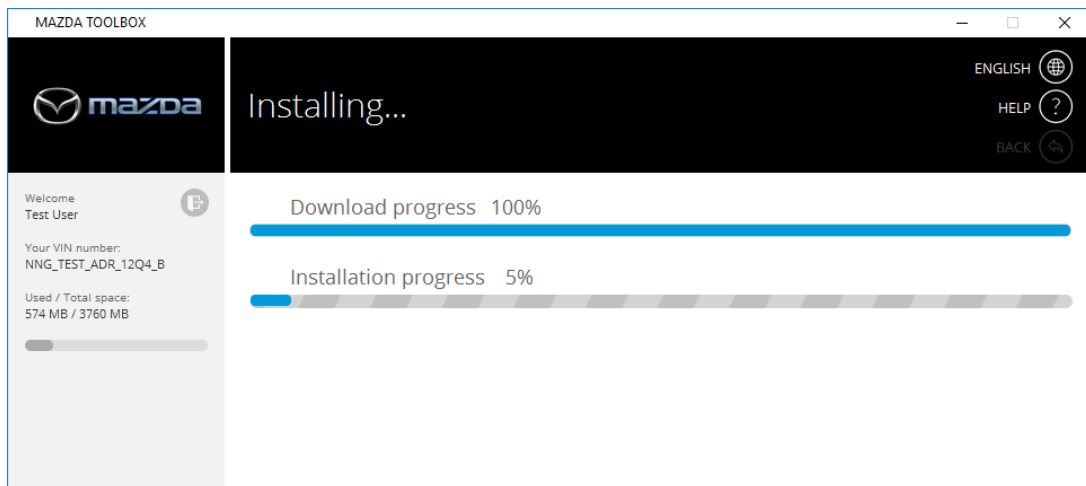 MAZDA TOOLBOX
mazda
Installing...
ENGLISH
HELP
?
BACK
Welcome
Test User
Your VIN number:
NNG_TEST_ADR_12Q4_B
Used / Total space:
574 MB / 3760 MB
Download progress 100%
Installation progress 5%